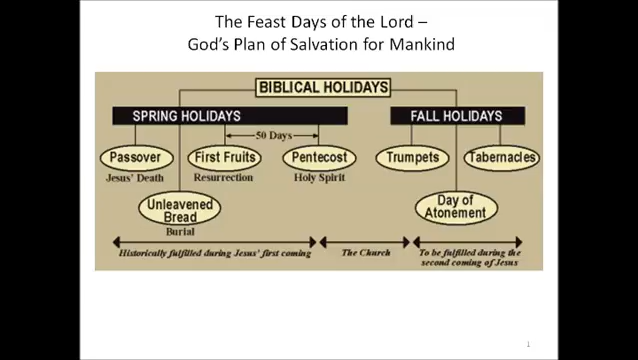 The Feast Days of the Lord –
God's Plan of Salvation for Mankind
BIBLICAL HOLIDAYS
SPRING HOLIDAYS
FALL HOLIDAYS
50 Days
Passover
First Fruits
Pentecost
Trumpets
Tabernacles
Jesus' Death
Resurrection
Holy Spirit
Unleavened
Bread
Day of
Atonement
Burial
Historically fulfilled during Jesus' first coming
The Church
To be fulfilled during the
second coming of Jesus
1